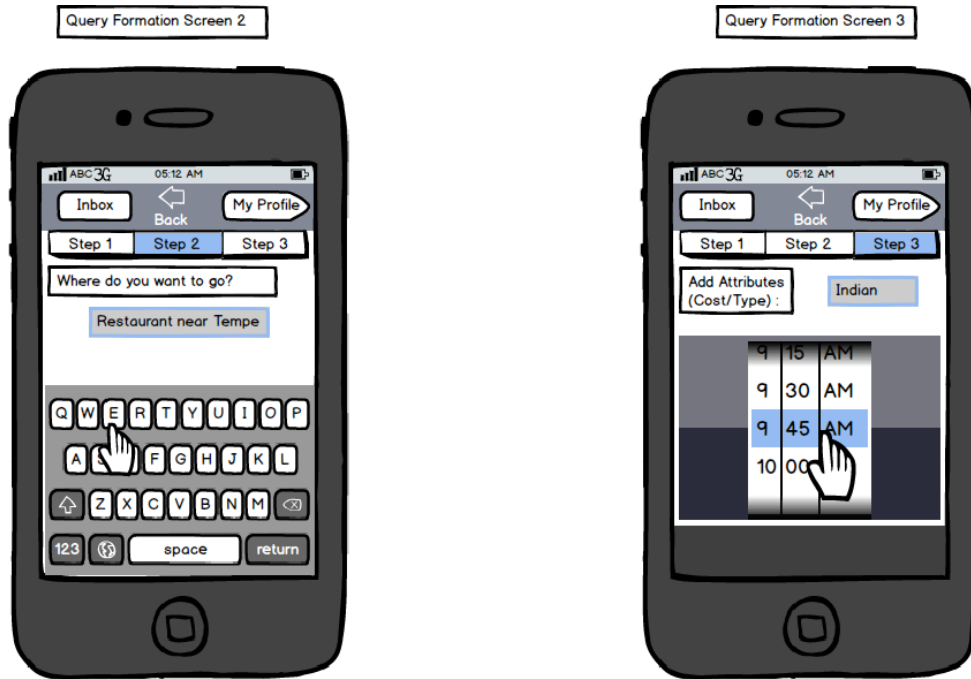 Query Formation Screen 2
ABC 3G 05:12 AM
Inbox
Back
My Profile
Step 1 Step 2 Step 3
Where do you want to go?
Restaurant near Tempe
Q W E R T Y U I O P
A S F G H J K L
Z X C V B N M
123 space return
Query Formation Screen 3
ABC 3G 05:12 AM
Inbox
Back
My Profile
Step 1 Step 2 Step 3
Add Attributes
(Cost/Type) :
Indian
9 15 AM
9 30 AM
9 45 AM
10 00